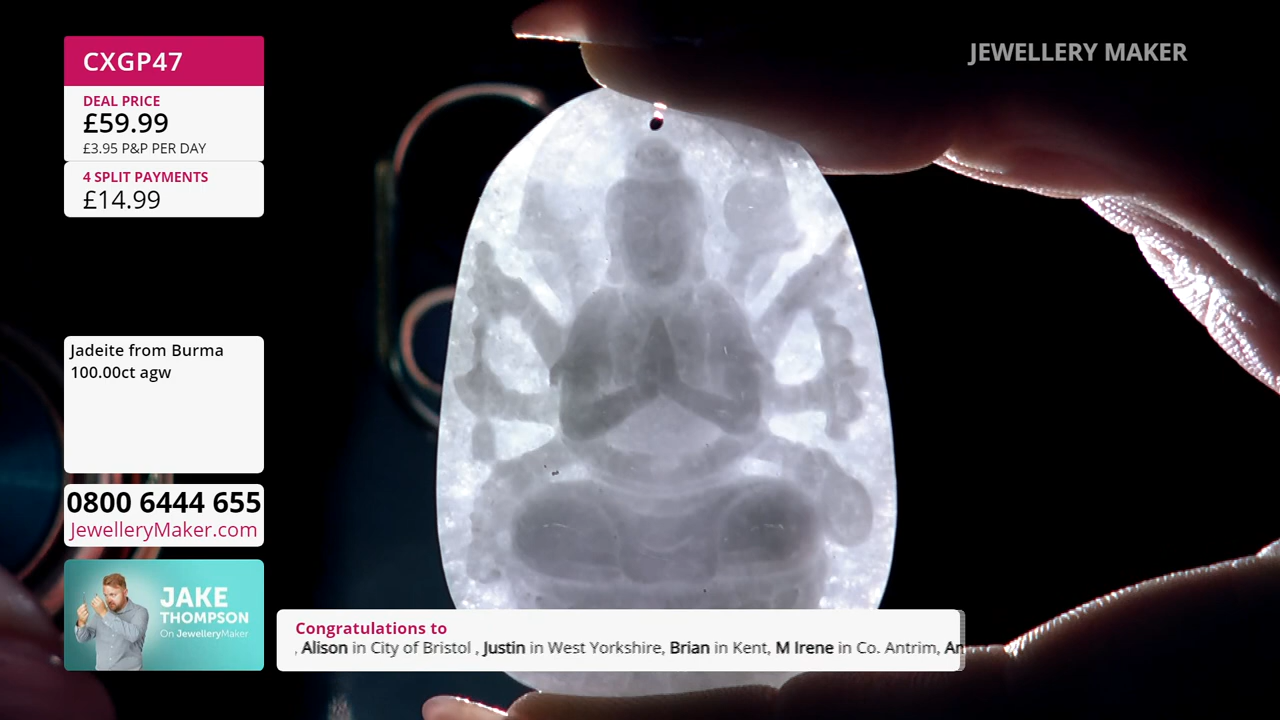 CXGP47
DEAL PRICE
£59.99
£3.95 P&P PER DAY
4 SPLIT PAYMENTS
£14.99
Jadeite from Burma
100.00ct agw
0800 6444 655
JewelleryMaker.com
JAKE
THOMPSON
On JewelleryMaker
JEWELLERY MAKER
Congratulations to
, Alison in City of Bristol , Justin in West Yorkshire, Brian in Kent, M Irene in Co. Antrim,